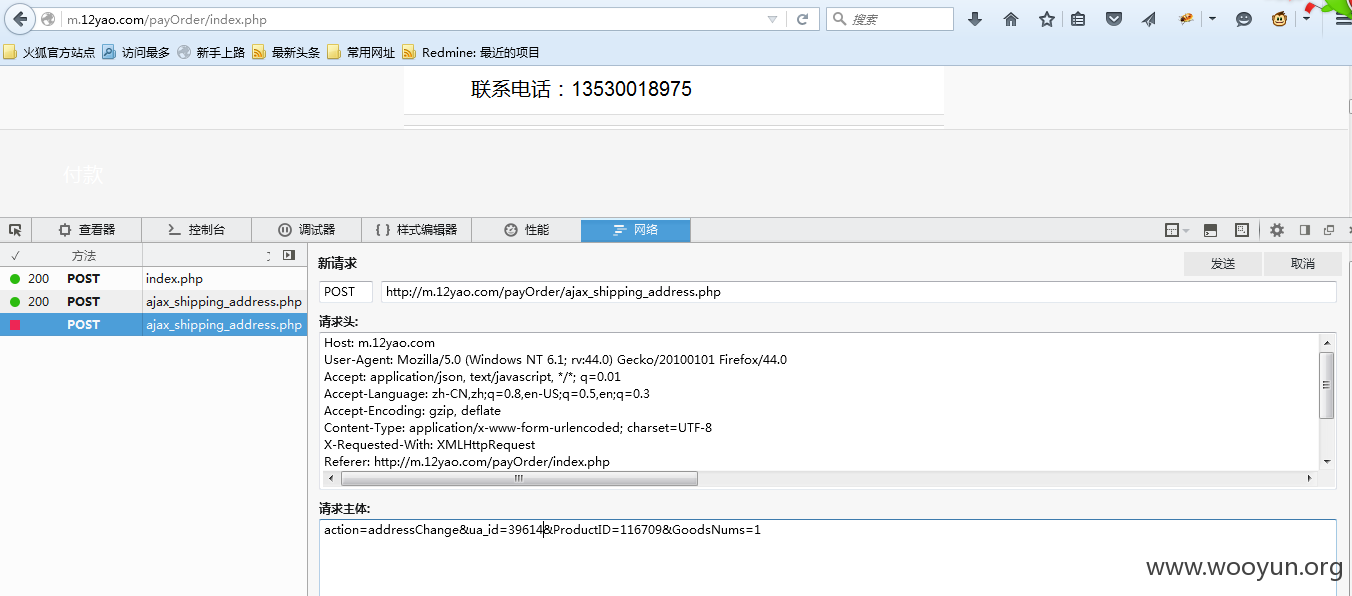 m.12yao.com/payOrder/index.php
搜索
火狐官方站点 访问最多 新手上路 最新头条 常用网址 Redmine: 最近的项目
联系电话：13530018975
付款
查看器 控制台 调试器 样式编辑器 性能 网络
✓ 方法
新请求 发送 取消
200 POST index.php
POST http://m.12yao.com/payOrder/ajax_shipping_address.php
200 POST ajax_shipping_address.php
POST ajax_shipping_address.php
请求头:
Host: m.12yao.com
User-Agent: Mozilla/5.0 (Windows NT 6.1; rv:44.0) Gecko/20100101 Firefox/44.0
Accept: application/json, text/javascript, */*; q=0.01
Accept-Language: zh-CN,zh;q=0.8,en-US;q=0.5,en;q=0.3
Accept-Encoding: gzip, deflate
Content-Type: application/x-www-form-urlencoded; charset=UTF-8
X-Requested-With: XMLHttpRequest
Referer: http://m.12yao.com/payOrder/index.php
请求主体:
action=addressChange&ua_id=39614&ProductID=116709&GoodsNums=1
www.wooyun.org